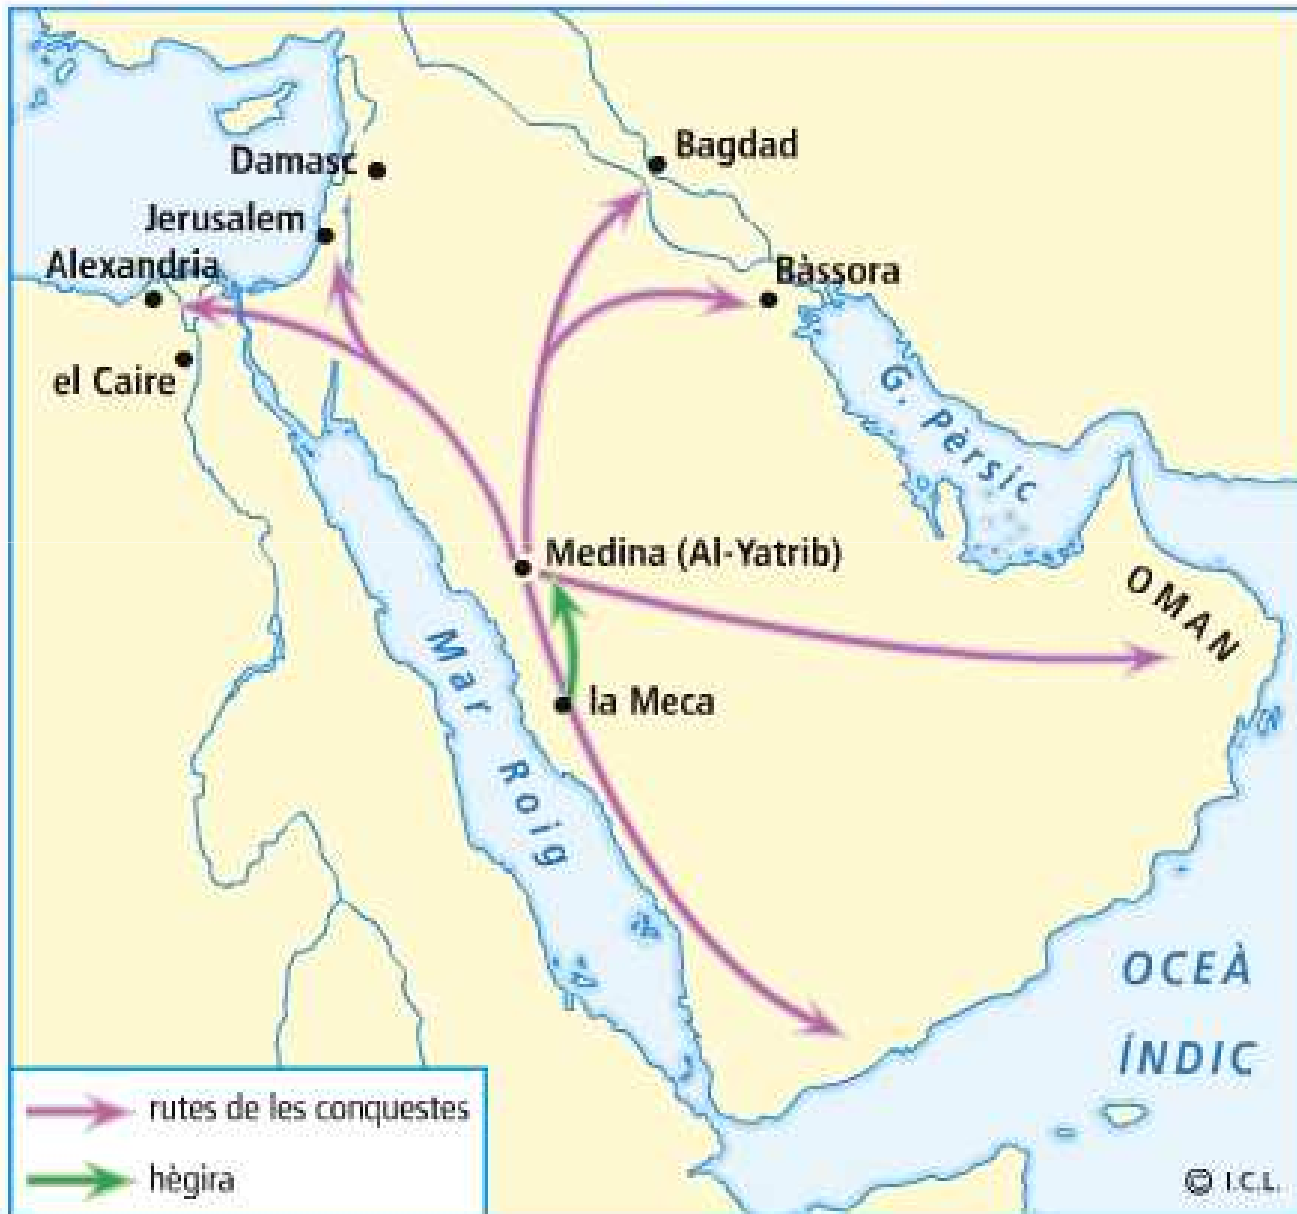 Damasc
Bagdad
Jerusalem
Alexandria
Bàssora
el Caire
G. Pèrsic
Medina (Al-Yatrib)
OMAN
Mar Roig
la Meca
OCEÀ
ÍNDIC
rutes de les conquestes
hègira
© I.C.L.